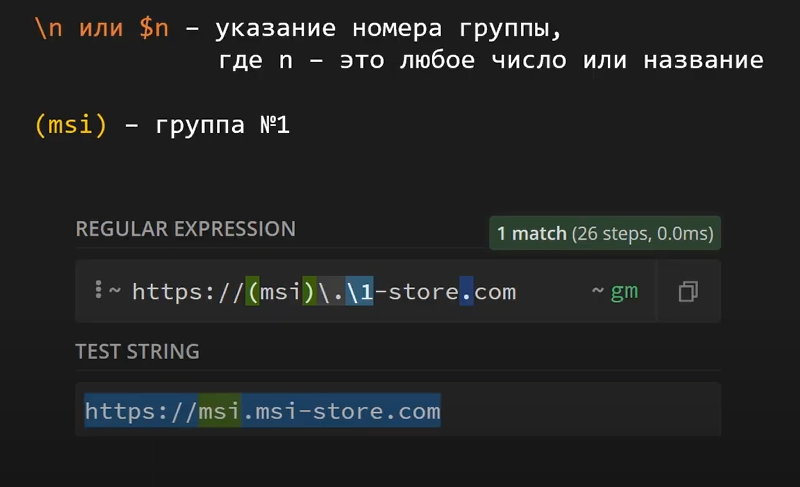 \n или $n – указание номера группы,
где n – это любое число или название
(msi) – группа №1
REGULAR EXPRESSION
1 match (26 steps, 0.0ms)
~ https://(msi)\.\1-store.com ~ gm
TEST STRING
https://msi.msi-store.com